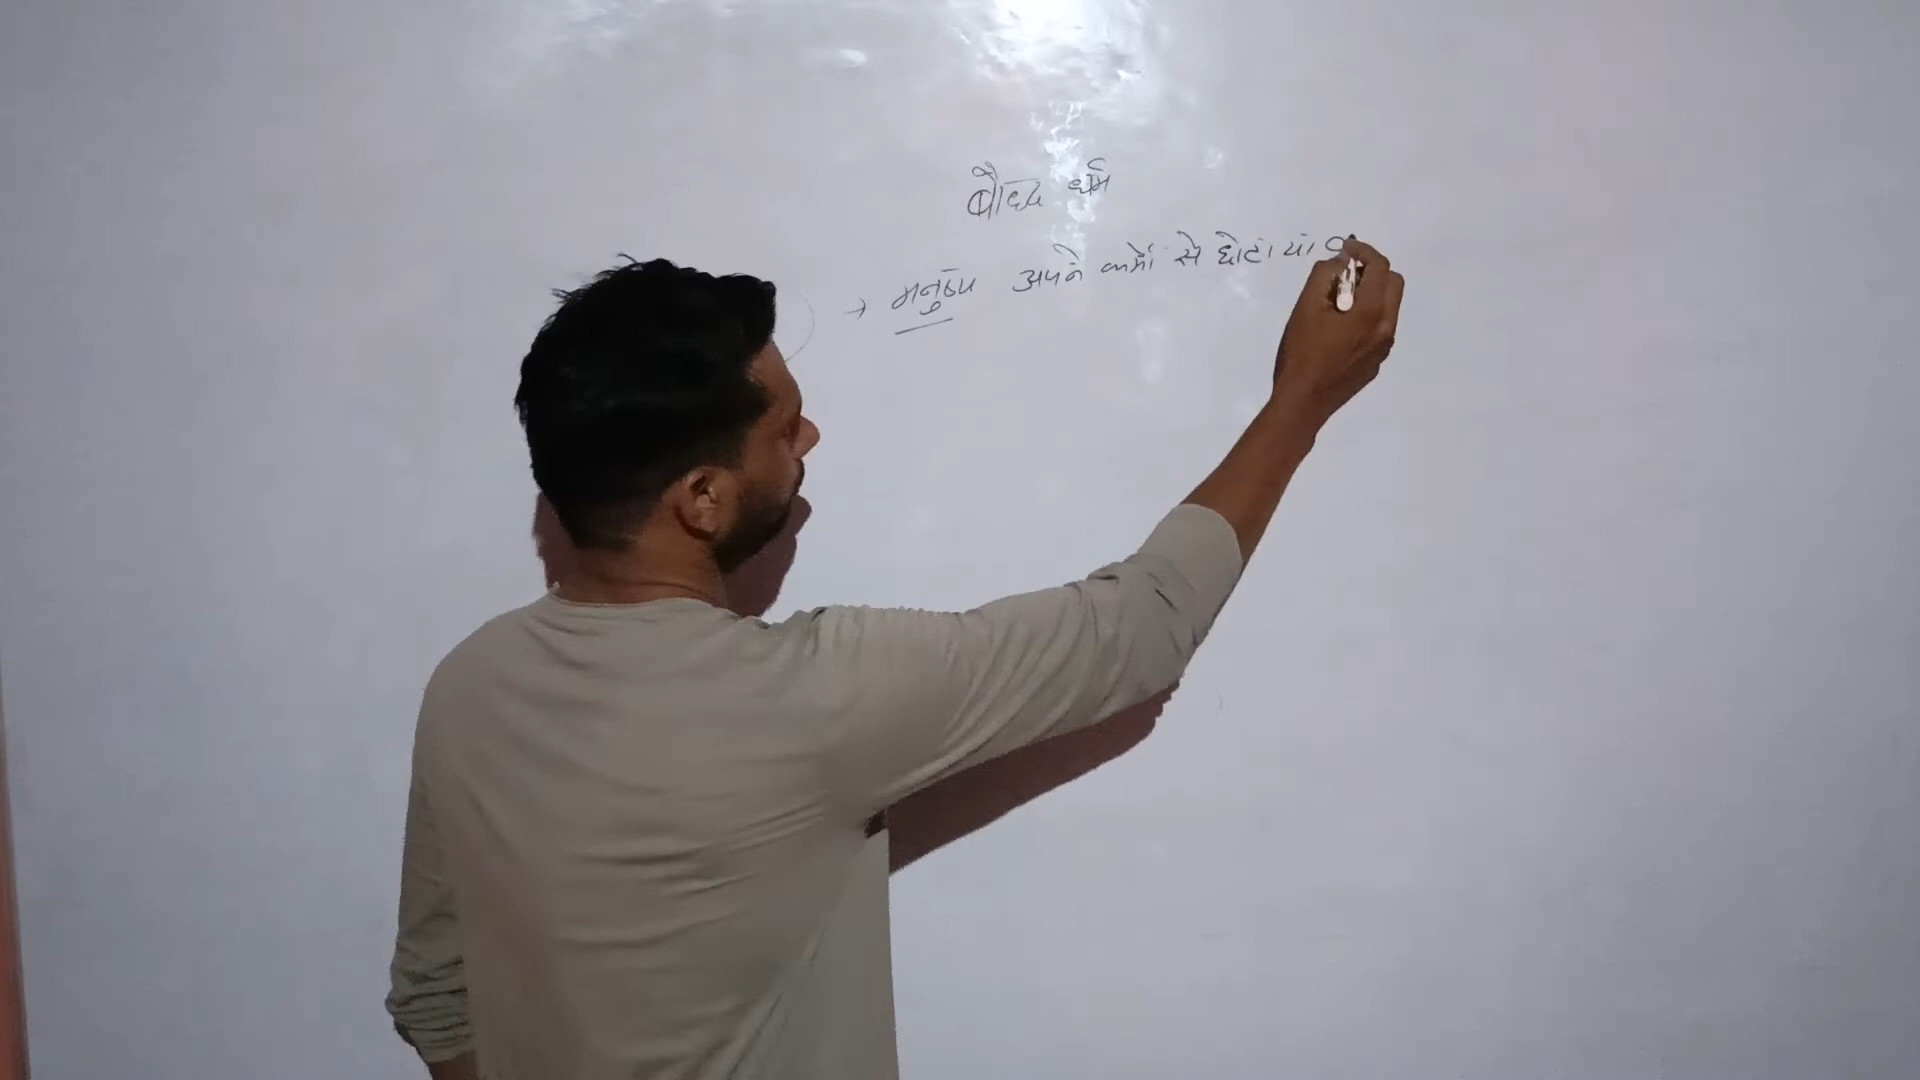 बौद्ध धर्म
→ मनुष्य अपने कर्मो से छोटा या